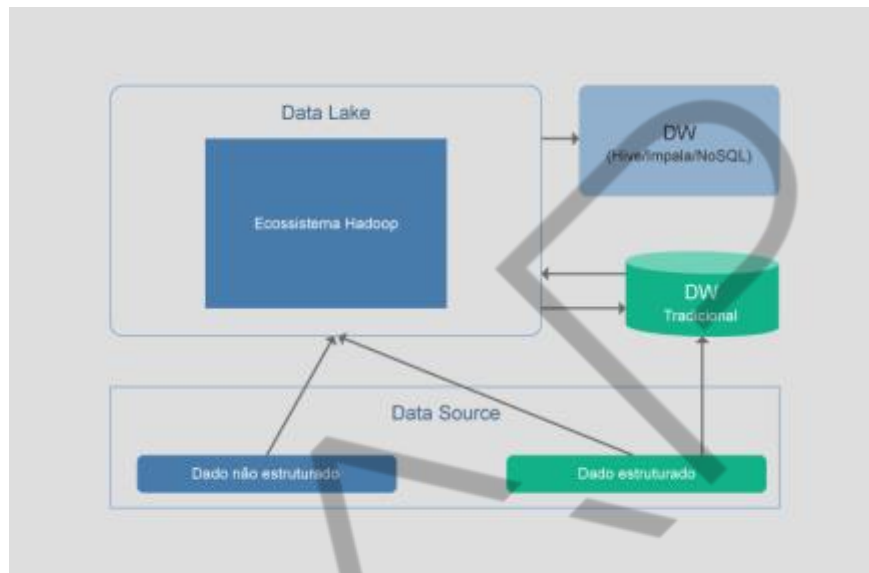 Data Lake
Ecossistema Hadoop
DW
(Hive/Impala/NoSQL)
DW
Tradicional
Data Source
Dado não estruturado
Dado estruturado